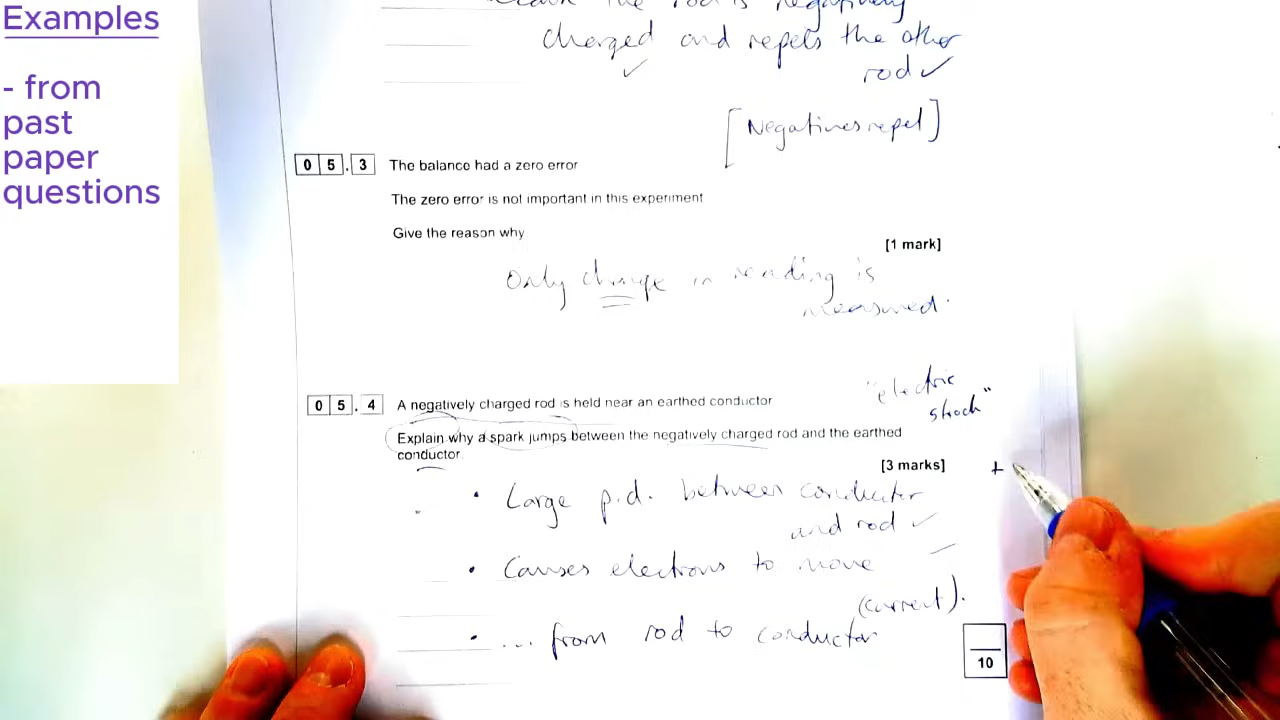 Examples
- from
past
paper
questions
the rod is negatively
charged and repels the other
rod ✓
[Negatives repel]
0 5 . 3 The balance had a zero error
The zero error is not important in this experiment
Give the reason why
[1 mark]
Only change in reading is
measured.
"electric
shock"
0 5 . 4 A negatively charged rod is held near an earthed conductor
Explain why a spark jumps between the negatively charged rod and the earthed
conductor.
[3 marks]
+
• Large p.d. between conductor
and rod ✓
• Causes electrons to move
(current).
• ... from rod to conductor
10